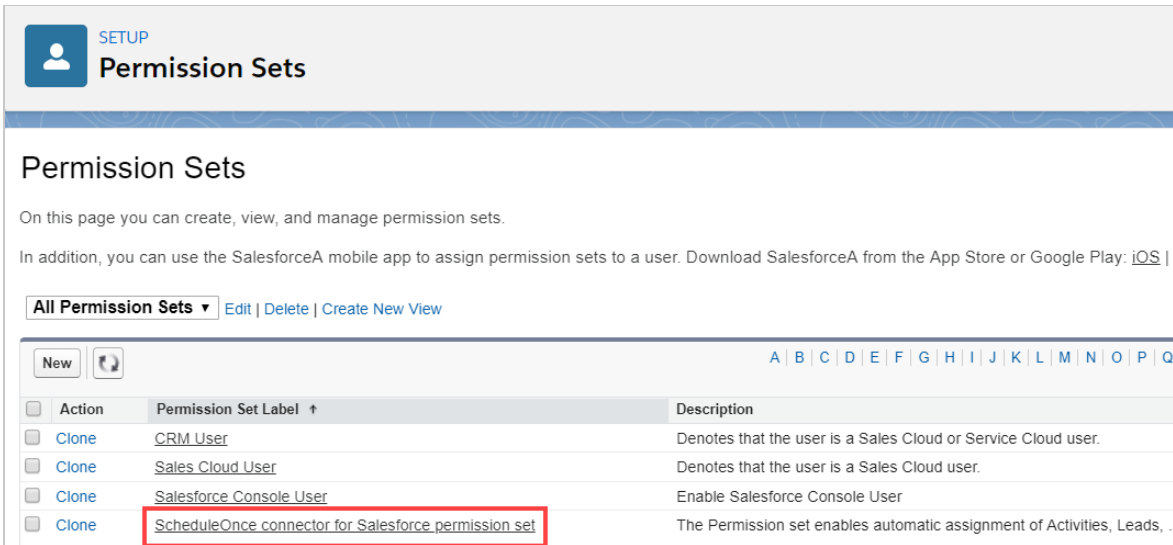 SETUP
Permission Sets
Permission Sets
On this page you can create, view, and manage permission sets.
In addition, you can use the SalesforceA mobile app to assign permission sets to a user. Download SalesforceA from the App Store or Google Play: iOS |
All Permission Sets ▼ Edit | Delete | Create New View
New A | B | C | D | E | F | G | H | I | J | K | L | M | N | O | P | Q
Action Permission Set Label ↑ Description
Clone CRM User Denotes that the user is a Sales Cloud or Service Cloud user.
Clone Sales Cloud User Denotes that the user is a Sales Cloud user.
Clone Salesforce Console User Enable Salesforce Console User
Clone ScheduleOnce connector for Salesforce permission set The Permission set enables automatic assignment of Activities, Leads, ..